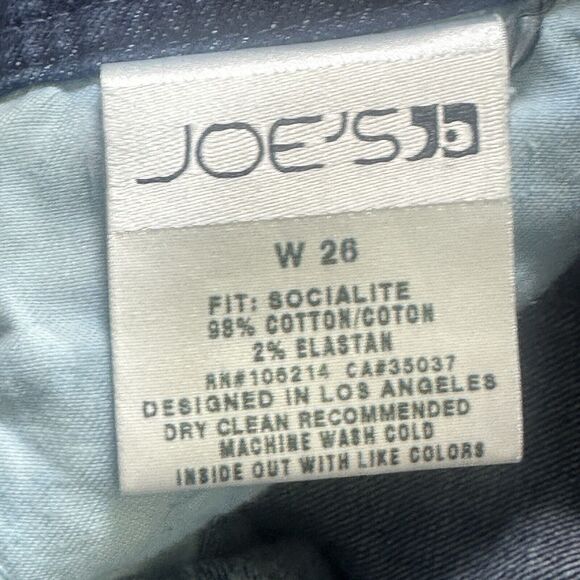 JOE'S
W 26
FIT: SOCIALITE
98% COTTON/COTON
2% ELASTAN
RN#106214 CA#35037
DESIGNED IN LOS ANGELES
DRY CLEAN RECOMMENDED
MACHINE WASH COLD
INSIDE OUT WITH LIKE COLORS